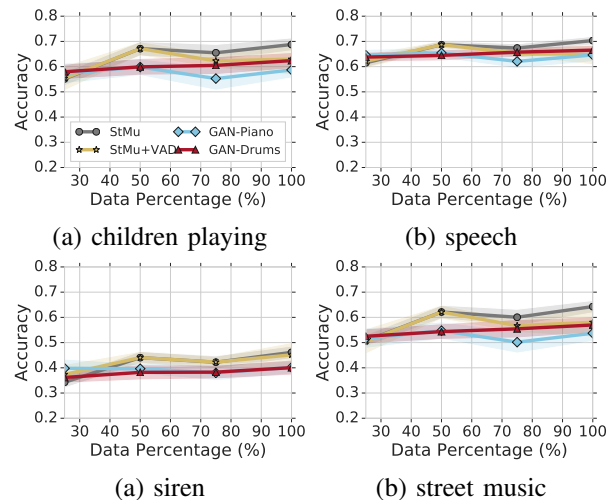 0.8
0.7
0.6
0.5
0.4
0.3
0.2
Accuracy
StMu
GAN-Piano
StMu+VAD
GAN-Drums
30 40 50 60 70 80 90 100
Data Percentage (%)
(a) children playing
0.8
0.7
0.6
0.5
0.4
0.3
0.2
Accuracy
30 40 50 60 70 80 90 100
Data Percentage (%)
(b) speech
0.8
0.7
0.6
0.5
0.4
0.3
0.2
Accuracy
30 40 50 60 70 80 90 100
Data Percentage (%)
(a) siren
0.8
0.7
0.6
0.5
0.4
0.3
0.2
Accuracy
30 40 50 60 70 80 90 100
Data Percentage (%)
(b) street music